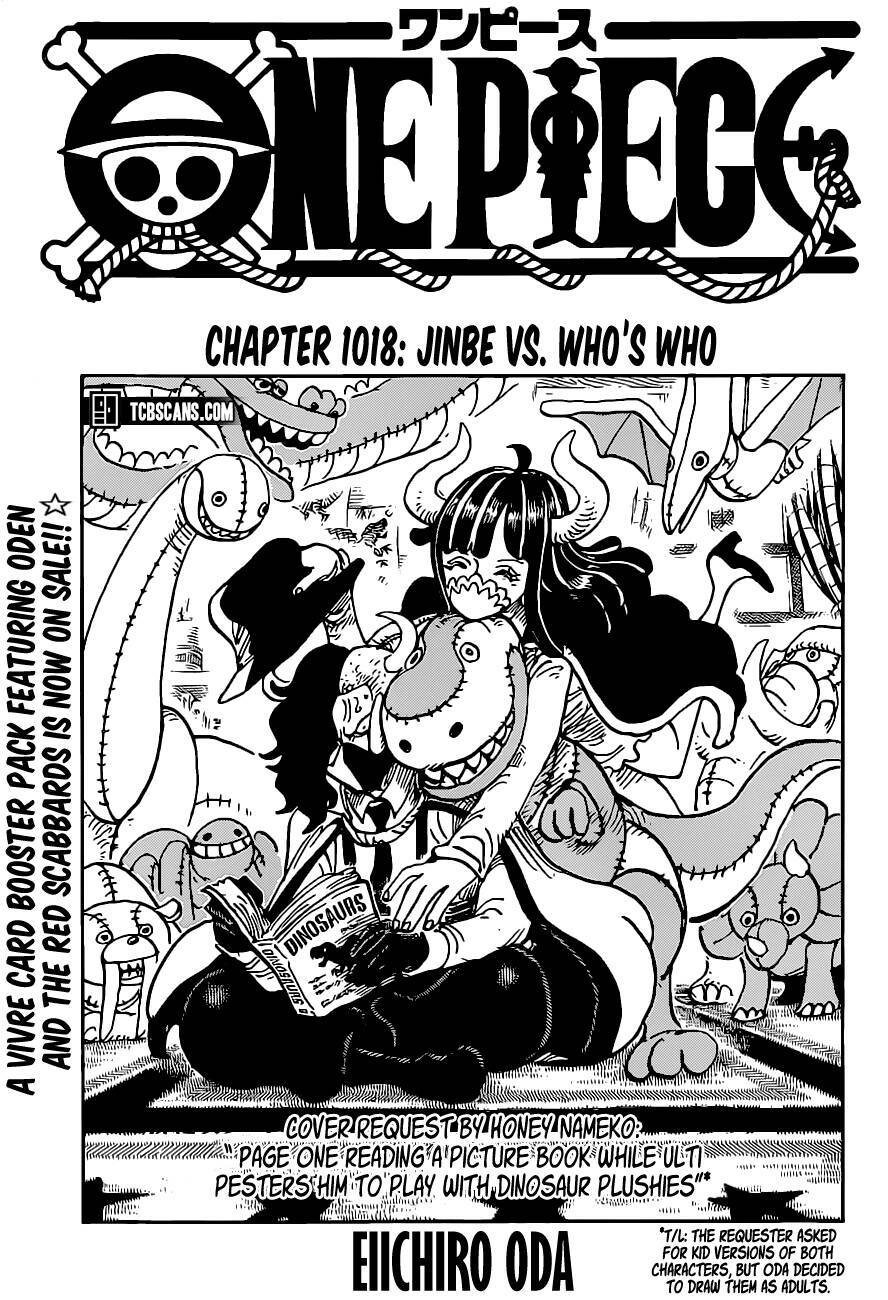 ワンピース
ONE PIECE
CHAPTER 1018: JINBE VS. WHO'S WHO
TCBSCANS.COM
A VIVRE CARD BOOSTER PACK FEATURING ODEN
AND THE RED SCABBARDS IS NOW ON SALE!!☆
DINOSAURS
DINOSAURS
COVER REQUEST BY HONEY NAMEKO:
"PAGE ONE READING A PICTURE BOOK WHILE ULTI
PESTERS HIM TO PLAY WITH DINOSAUR PLUSHIES"*
EIICHIRO ODA
*T/L: THE REQUESTER ASKED
FOR KID VERSIONS OF BOTH
CHARACTERS, BUT ODA DECIDED
TO DRAW THEM AS ADULTS.